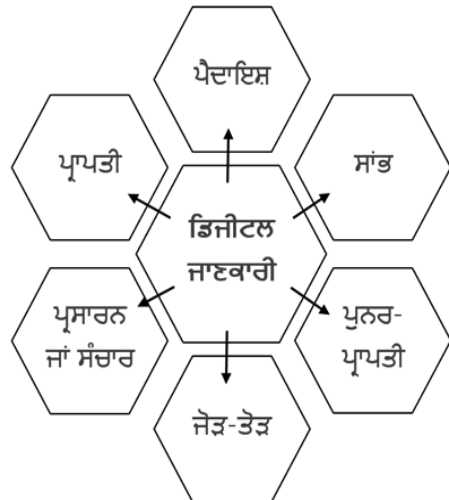 ਪੈਦਾਇਸ਼
ਪ੍ਰਾਪਤੀ
ਸਾਂਭ
ਡਿਜੀਟਲ
ਜਾਣਕਾਰੀ
ਪ੍ਰਸਾਰਨ
ਜਾਂ ਸੰਚਾਰ
ਪੁਨਰ-
ਪ੍ਰਾਪਤੀ
ਜੋੜ-ਤੋੜ